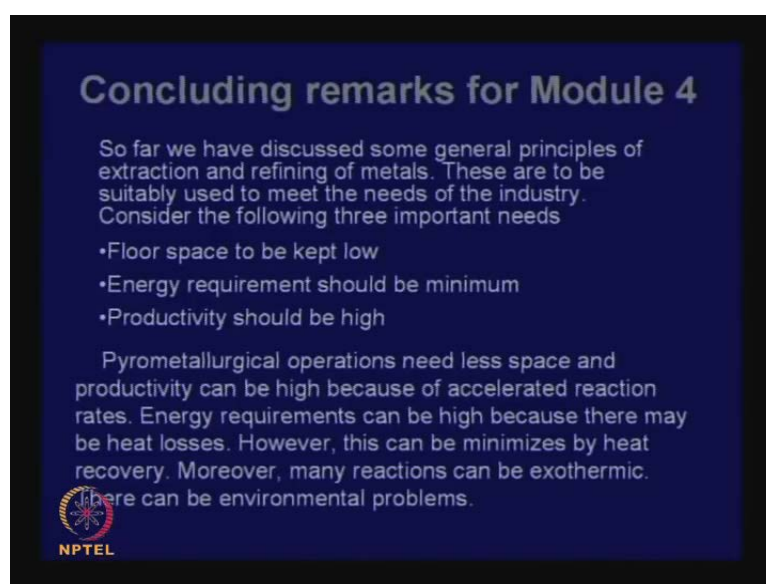 Concluding remarks for Module 4
So far we have discussed some general principles of
extraction and refining of metals. These are to be
suitably used to meet the needs of the industry.
Consider the following three important needs
•Floor space to be kept low
•Energy requirement should be minimum
•Productivity should be high
Pyrometallurgical operations need less space and
productivity can be high because of accelerated reaction
rates. Energy requirements can be high because there may
be heat losses. However, this can be minimizes by heat
recovery. Moreover, many reactions can be exothermic.
There can be environmental problems.
NPTEL